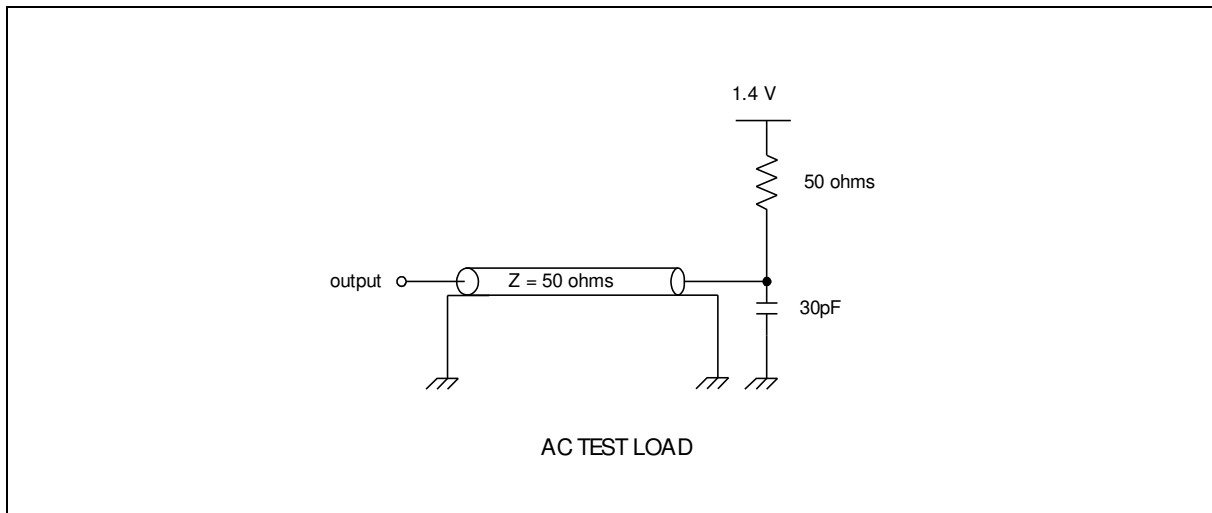 1.4 V
50 ohms
output
Z = 50 ohms
30pF
AC TEST LOAD